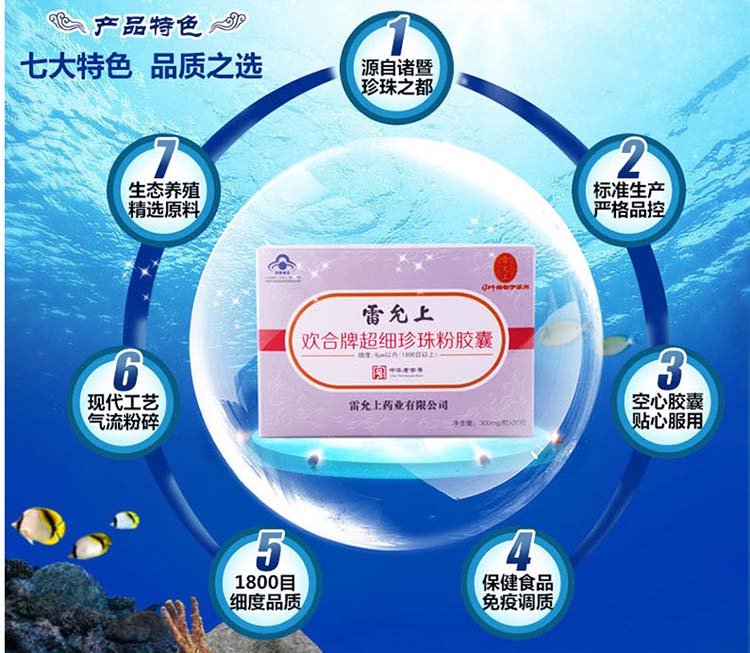 产品特色
七大特色 品质之选
1
源自诸暨
珍珠之都
2
标准生产
严格品控
3
空心胶囊
贴心服用
4
保健食品
免疫调质
5
1800目
细度品质
6
现代工艺
气流粉碎
7
生态养殖
精选原料
雷允上
雷允上
欢合牌超细珍珠粉胶囊
细度:6μm以内(1800目以上)
中华老字号
雷允上药业有限公司
净含量:300mg/粒×20粒